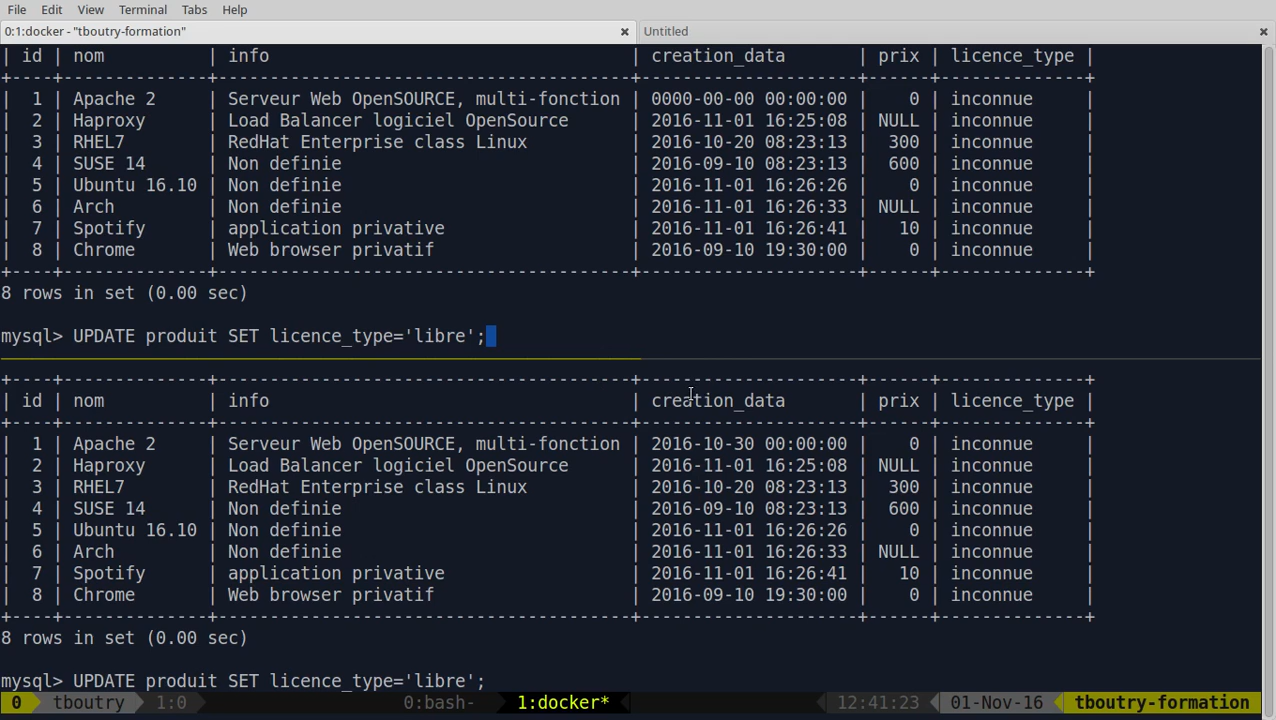 File Edit View Terminal Tabs Help
0:1:docker - "tboutry-formation" × Untitled ×
| id | nom | info | creation_data | prix | licence_type |
+----+--------------+---------------------------------------+---------------------+------+--------------+
| 1 | Apache 2 | Serveur Web OpenSOURCE, multi-fonction | 0000-00-00 00:00:00 | 0 | inconnue |
| 2 | Haproxy | Load Balancer logiciel OpenSource | 2016-11-01 16:25:08 | NULL | inconnue |
| 3 | RHEL7 | RedHat Enterprise class Linux | 2016-10-20 08:23:13 | 300 | inconnue |
| 4 | SUSE 14 | Non definie | 2016-09-10 08:23:13 | 600 | inconnue |
| 5 | Ubuntu 16.10 | Non definie | 2016-11-01 16:26:26 | 0 | inconnue |
| 6 | Arch | Non definie | 2016-11-01 16:26:33 | NULL | inconnue |
| 7 | Spotify | application privative | 2016-11-01 16:26:41 | 10 | inconnue |
| 8 | Chrome | Web browser privatif | 2016-09-10 19:30:00 | 0 | inconnue |
+----+--------------+---------------------------------------+---------------------+------+--------------+
8 rows in set (0.00 sec)
mysql> UPDATE produit SET licence_type='libre';
+----+--------------+---------------------------------------+---------------------+------+--------------+
| id | nom | info | creation_data | prix | licence_type |
+----+--------------+---------------------------------------+---------------------+------+--------------+
| 1 | Apache 2 | Serveur Web OpenSOURCE, multi-fonction | 2016-10-30 00:00:00 | 0 | inconnue |
| 2 | Haproxy | Load Balancer logiciel OpenSource | 2016-11-01 16:25:08 | NULL | inconnue |
| 3 | RHEL7 | RedHat Enterprise class Linux | 2016-10-20 08:23:13 | 300 | inconnue |
| 4 | SUSE 14 | Non definie | 2016-09-10 08:23:13 | 600 | inconnue |
| 5 | Ubuntu 16.10 | Non definie | 2016-11-01 16:26:26 | 0 | inconnue |
| 6 | Arch | Non definie | 2016-11-01 16:26:33 | NULL | inconnue |
| 7 | Spotify | application privative | 2016-11-01 16:26:41 | 10 | inconnue |
| 8 | Chrome | Web browser privatif | 2016-09-10 19:30:00 | 0 | inconnue |
+----+--------------+---------------------------------------+---------------------+------+--------------+
8 rows in set (0.00 sec)
mysql> UPDATE produit SET licence_type='libre';
0 tboutry 1:0 0:bash- 1:docker* 12:41:23 01-Nov-16 tboutry-formation